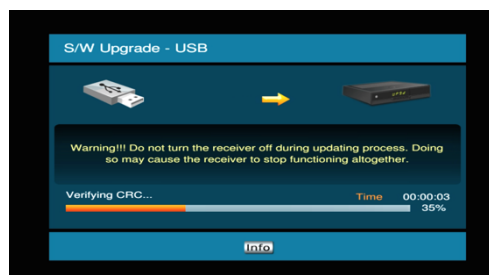 S/W Upgrade - USB
Warning!!! Do not turn the receiver off during updating process. Doing
so may cause the receiver to stop functioning altogether.
Verifying CRC...
Time 00:00:03
35%
Info